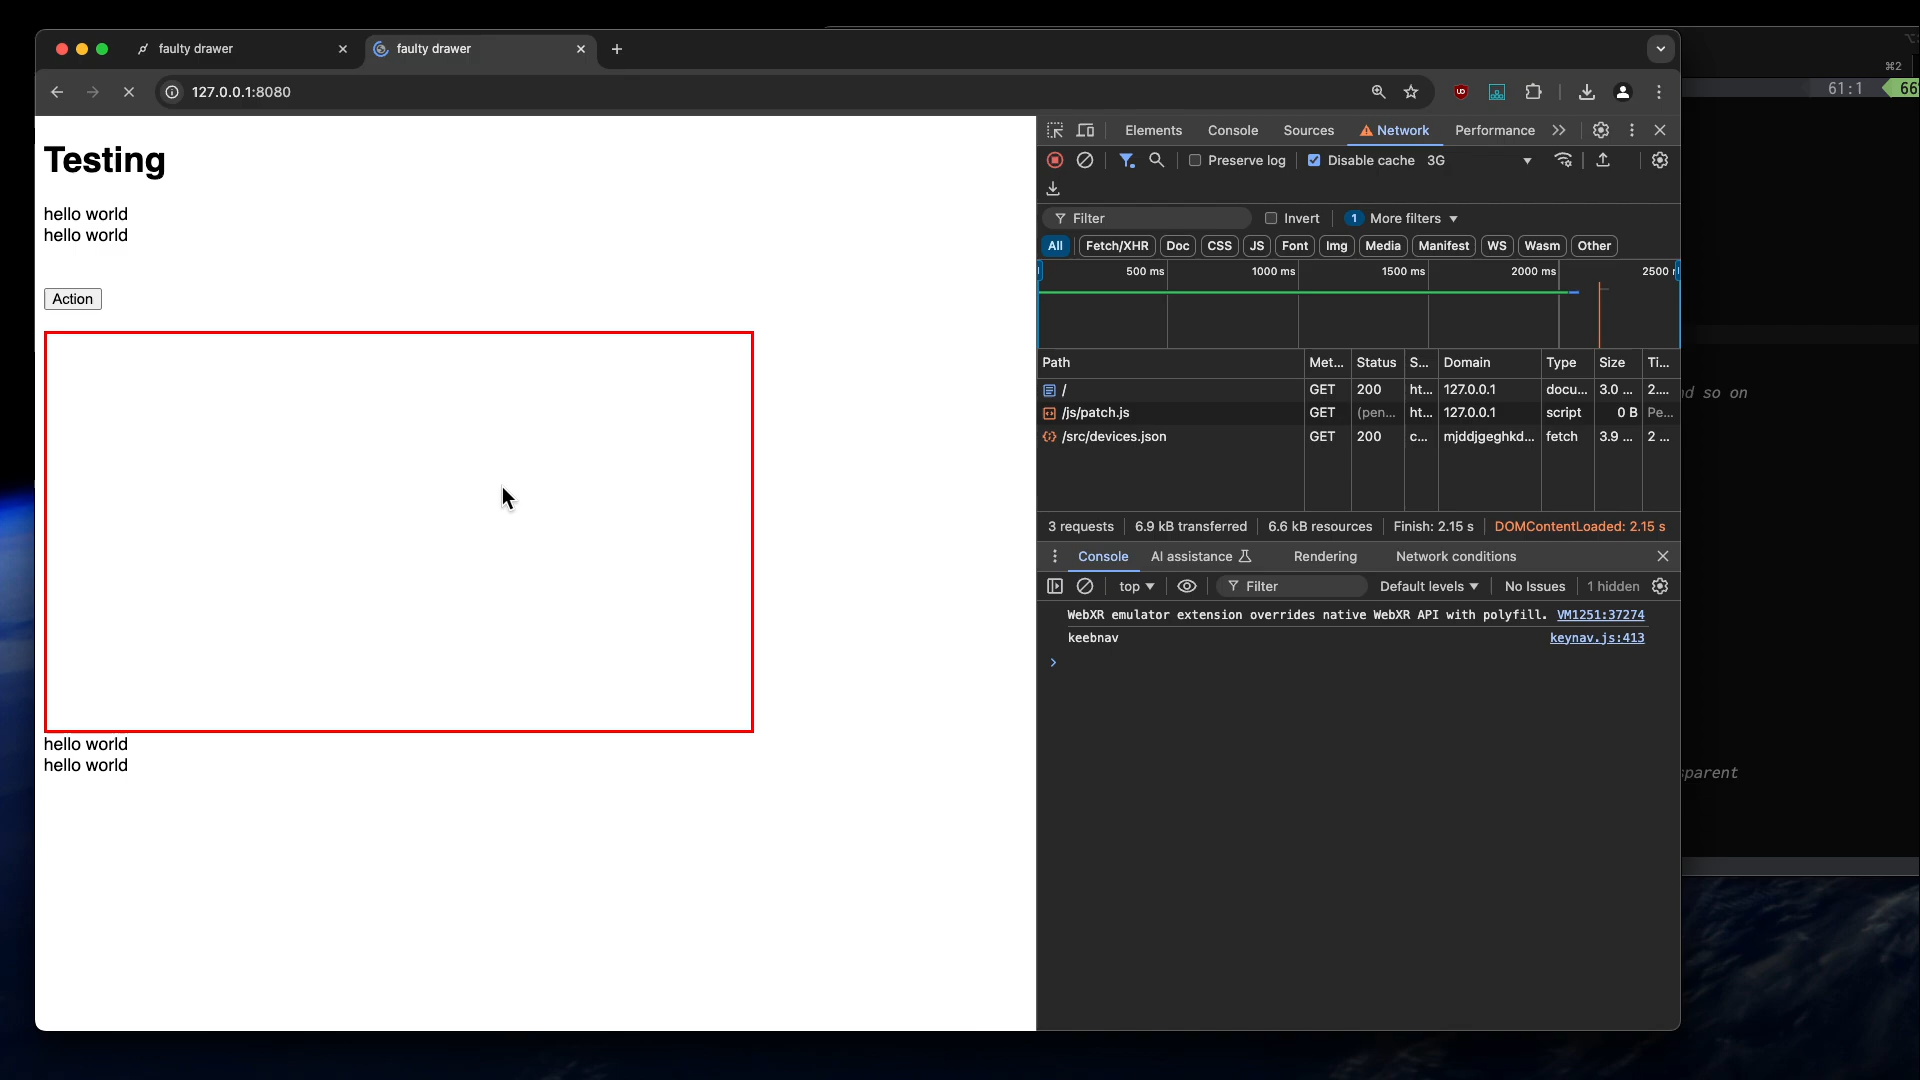 faulty drawer
faulty drawer
127.0.0.1:8080
Testing
hello world
hello world
Action
hello world
hello world
Elements Console Sources Network Performance
Preserve log Disable cache 3G
Filter Invert 1 More filters
All Fetch/XHR Doc CSS JS Font Img Media Manifest WS Wasm Other
500 ms 1000 ms 1500 ms 2000 ms 2500
Path Met... Status S... Domain Type Size Ti...
/ GET 200 ht... 127.0.0.1 docu... 3.0 ... 2....
/js/patch.js GET (pen... ht... 127.0.0.1 script 0 B Pe...
/src/devices.json GET 200 c... mjddjgeghkd... fetch 3.9 ... 2 ...
3 requests 6.9 kB transferred 6.6 kB resources Finish: 2.15 s DOMContentLoaded: 2.15 s
Console AI assistance Rendering Network conditions
top Filter Default levels No Issues 1 hidden
WebXR emulator extension overrides native WebXR API with polyfill. VM1251:37274
keebnav keynav.js:413
>
⌘2
61:1 66
d so on
parent